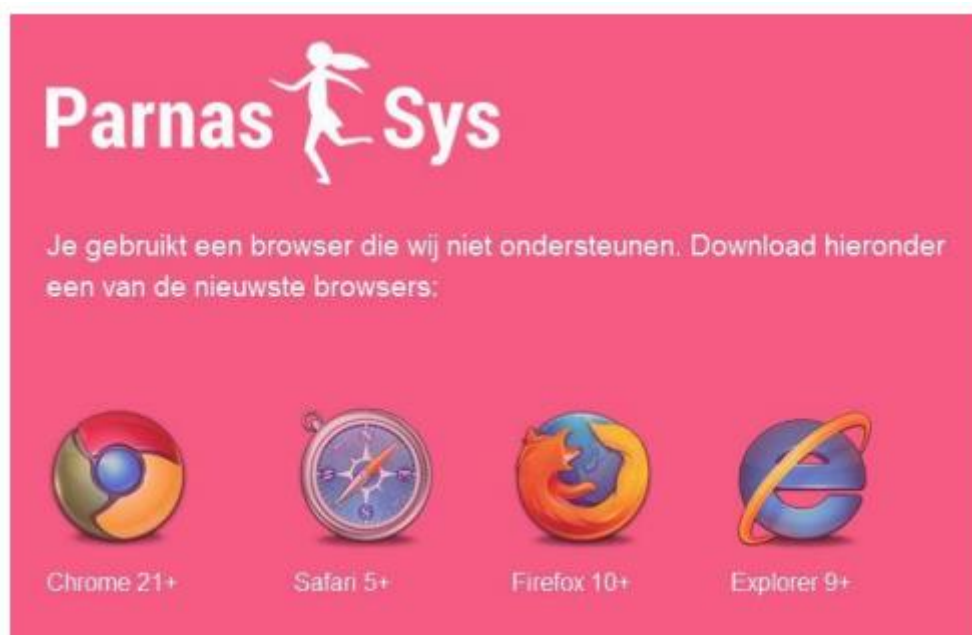 Parnas Sys
Je gebruikt een browser die wij niet ondersteunen. Download hieronder
een van de nieuwste browsers:
Chrome 21+
Safari 5+
Firefox 10+
Explorer 9+